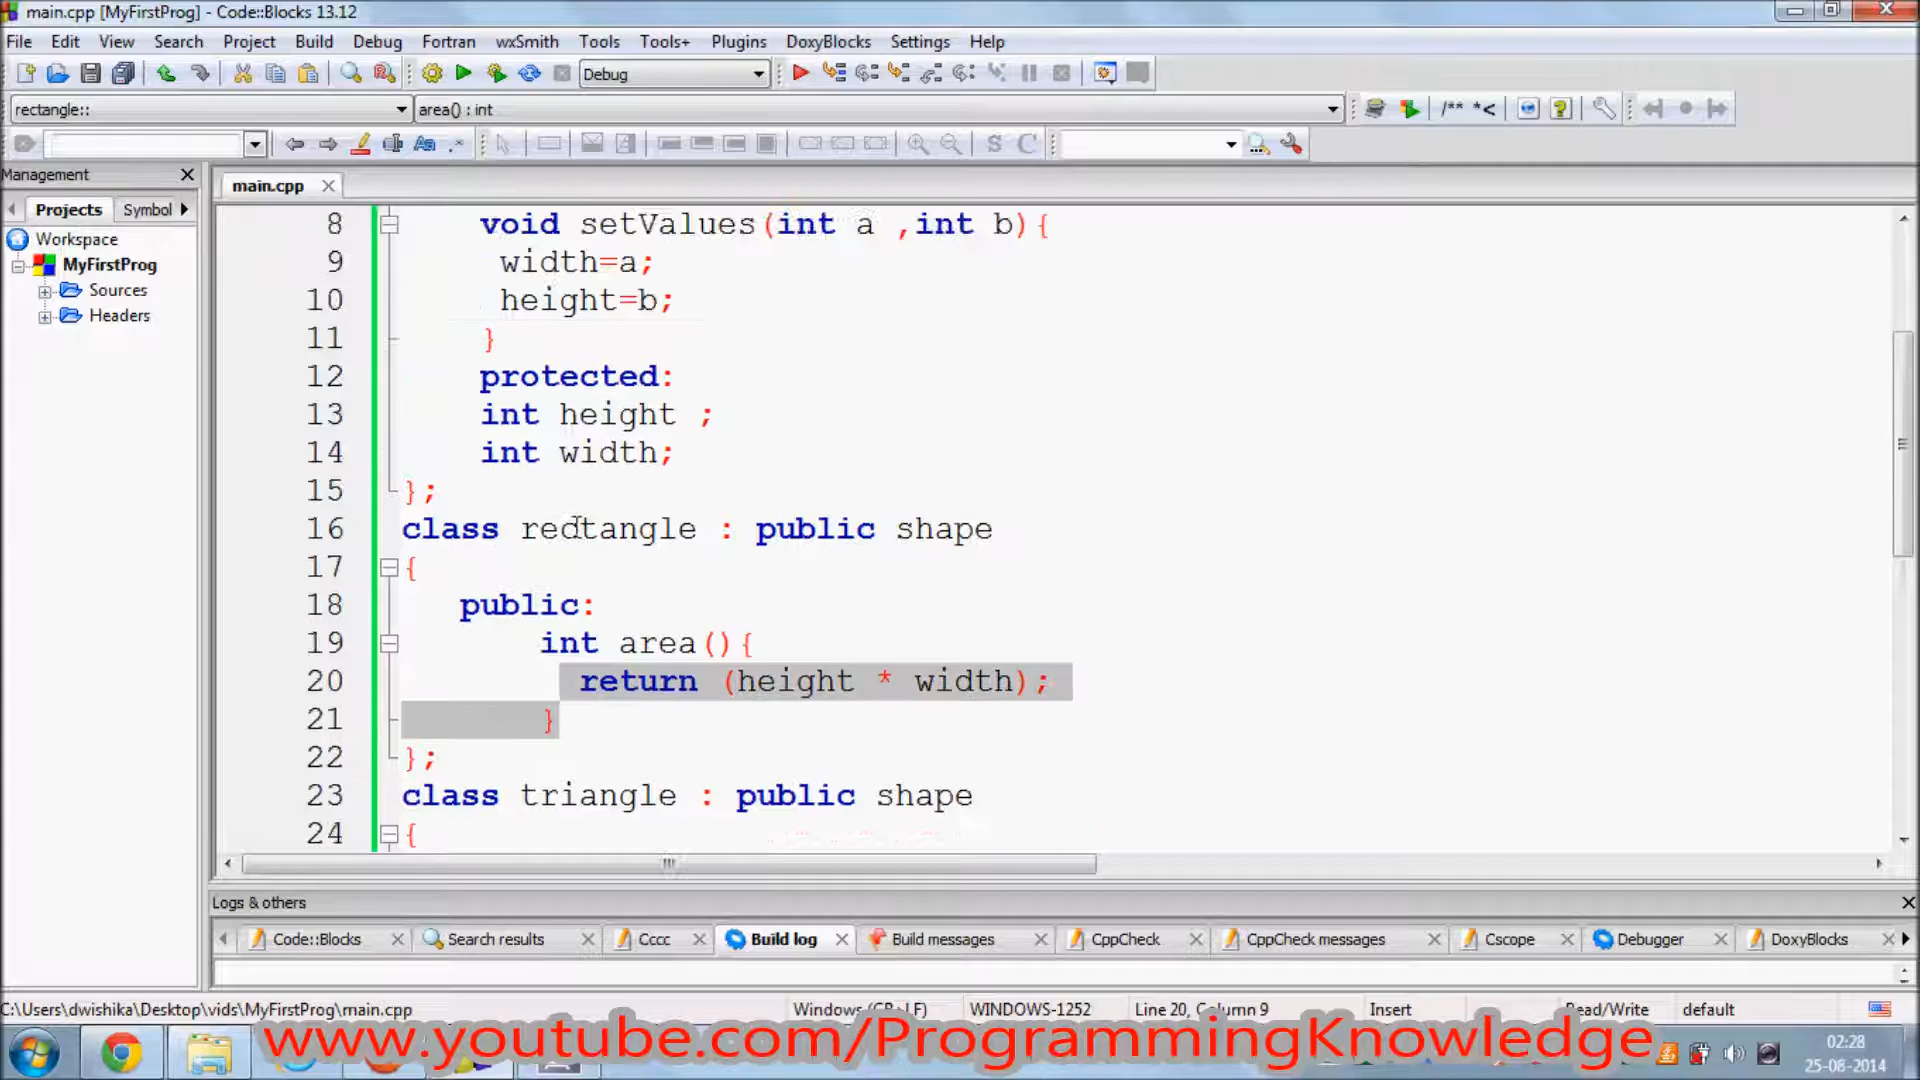 main.cpp [MyFirstProg] - Code::Blocks 13.12
File Edit View Search Project Build Debug Fortran wxSmith Tools Tools+ Plugins DoxyBlocks Settings Help
Debug
rectangle:: area() : int /** *<
Management
main.cpp
Projects Symbol
Workspace
MyFirstProg
Sources
Headers
8 void setValues(int a ,int b){
9 width=a;
10 height=b;
11 }
12 protected:
13 int height ;
14 int width;
15 };
16 class rectangle : public shape
17 {
18 public:
19 int area(){
20 return (height * width);
21 }
22 };
23 class triangle : public shape
24 {
Logs & others
Code::Blocks Search results Cccc Build log Build messages CppCheck CppCheck messages Cscope Debugger DoxyBlocks
C:\Users\dwishika\Desktop\vids\MyFirstProg\main.cpp Windows (CR+LF) WINDOWS-1252 Line 20, Column 9 Insert Read/Write default
www.youtube.com/ProgrammingKnowledge
02:28
25-08-2014